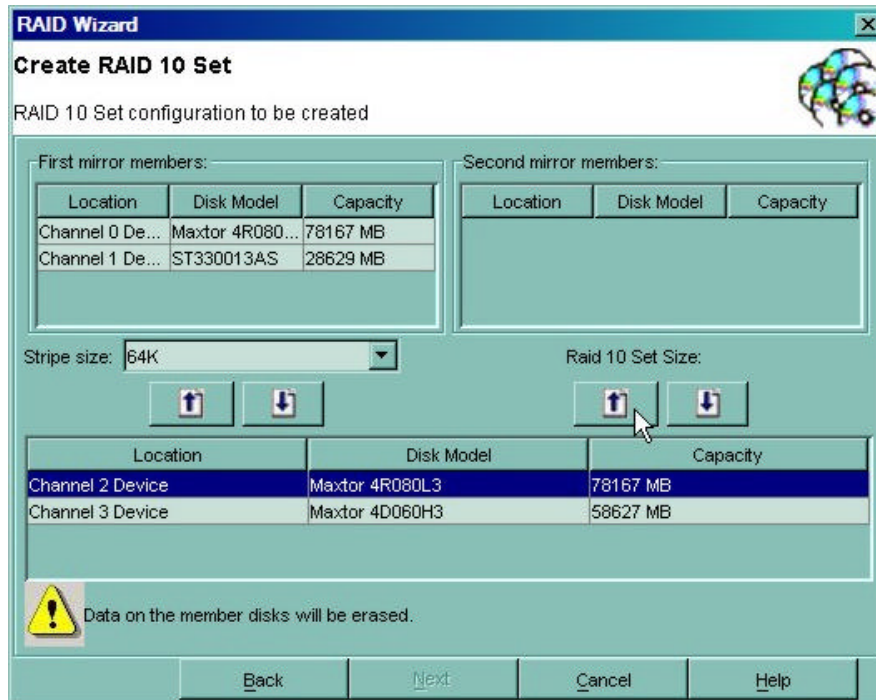 RAID Wizard
Create RAID 10 Set
RAID 10 Set configuration to be created
First mirror members:
Location Disk Model Capacity
Channel 0 De... Maxtor 4R080... 78167 MB
Channel 1 De... ST330013AS 28629 MB
Second mirror members:
Location Disk Model Capacity
Stripe size: 64K
Raid 10 Set Size:
Location Disk Model Capacity
Channel 2 Device Maxtor 4R080L3 78167 MB
Channel 3 Device Maxtor 4D060H3 58627 MB
Data on the member disks will be erased.
Back Next Cancel Help